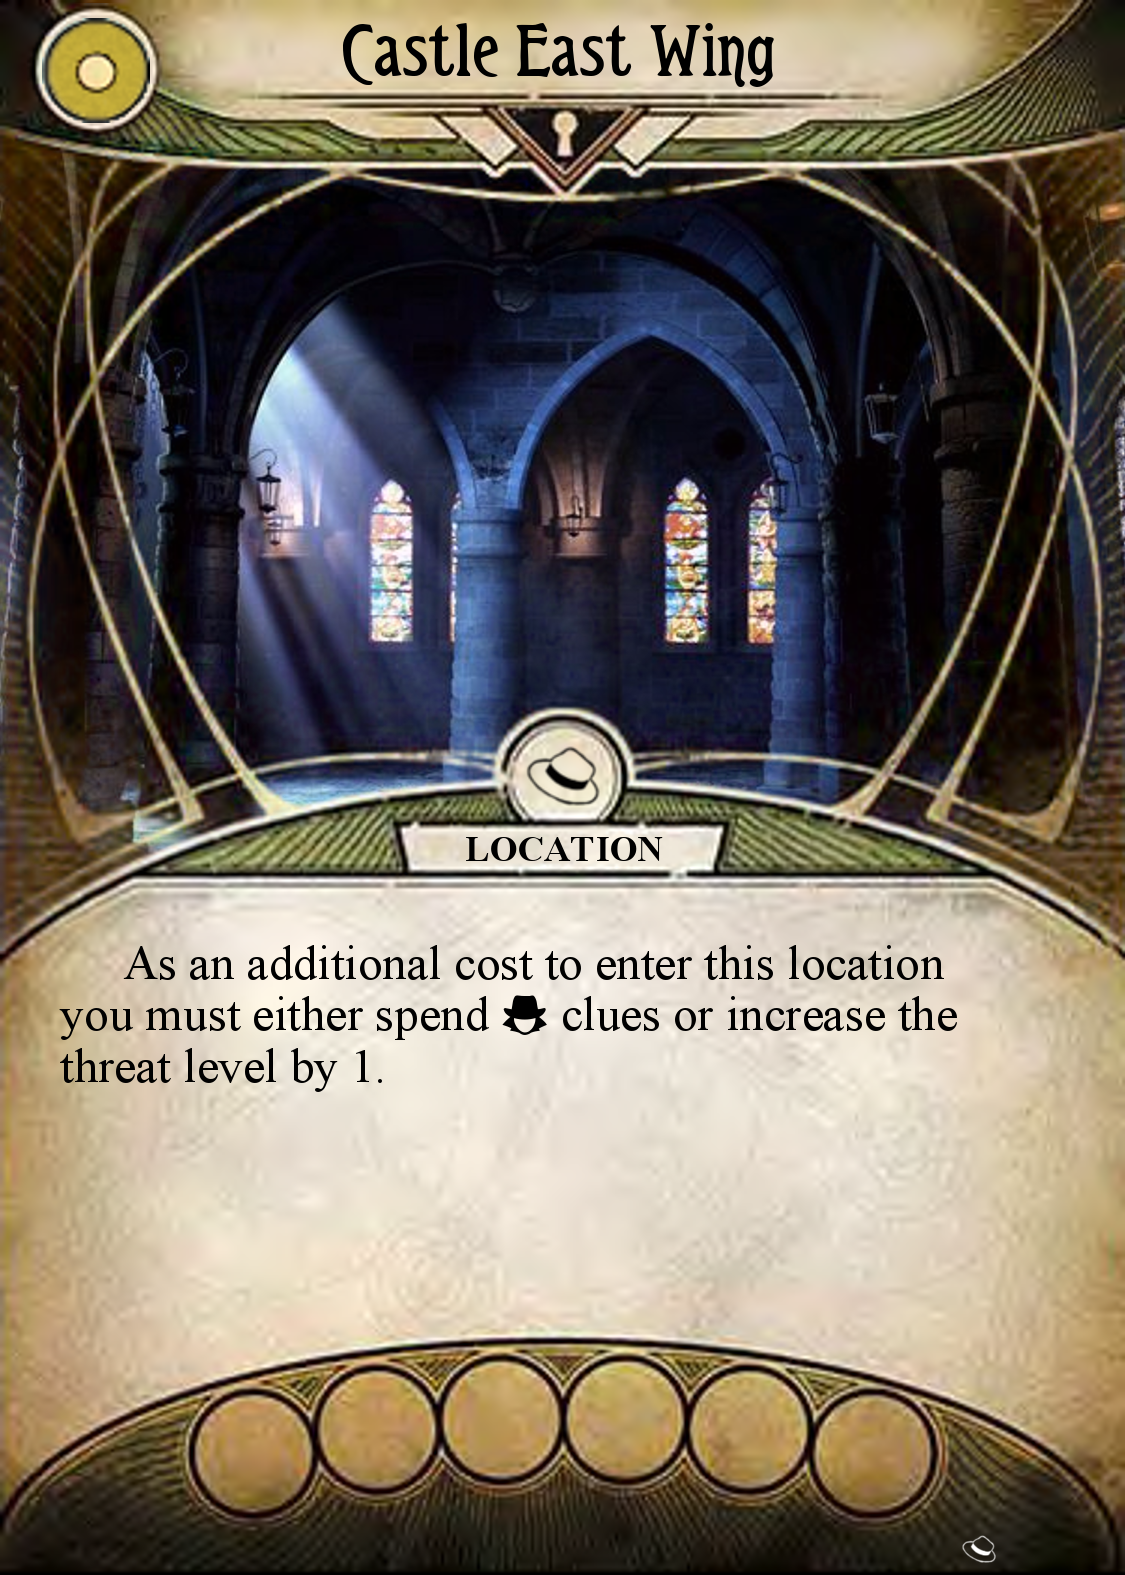 Castle East Wing
LOCATION
As an additional cost to enter this location
you must either spend clues or increase the
threat level by 1.